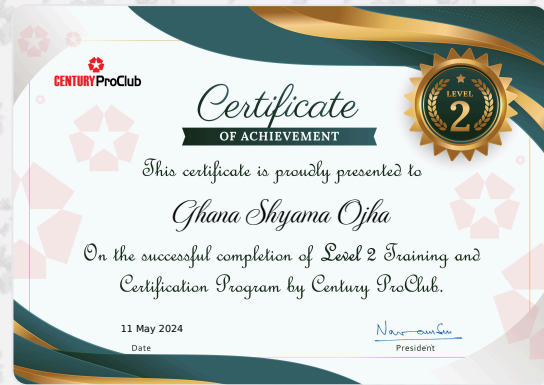 CENTURY ProClub
LEVEL
2
Certificate
OF ACHIEVEMENT
This certificate is proudly presented to
Ghana Shyama Ojha
On the successful completion of Level 2 Training and
Certification Program by Century ProClub.
11 May 2024
Date
President